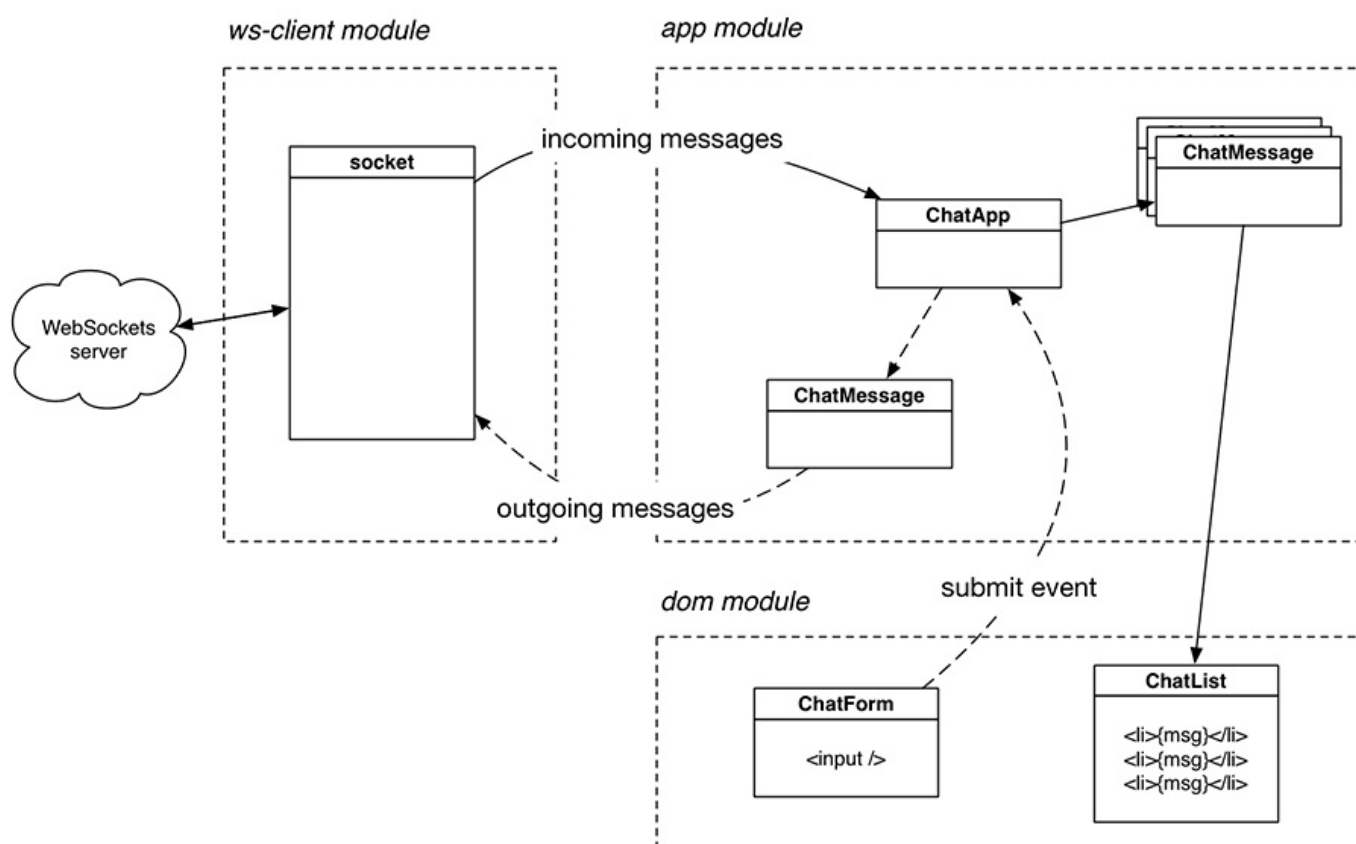 ws-client module
app module
incoming messages
socket
ChatMessage
ChatApp
WebSockets
server
ChatMessage
outgoing messages
submit event
dom module
ChatList
ChatForm
<li>{msg}</li>
<input />
<li>{msg}</li>
<li>{msg}</li>